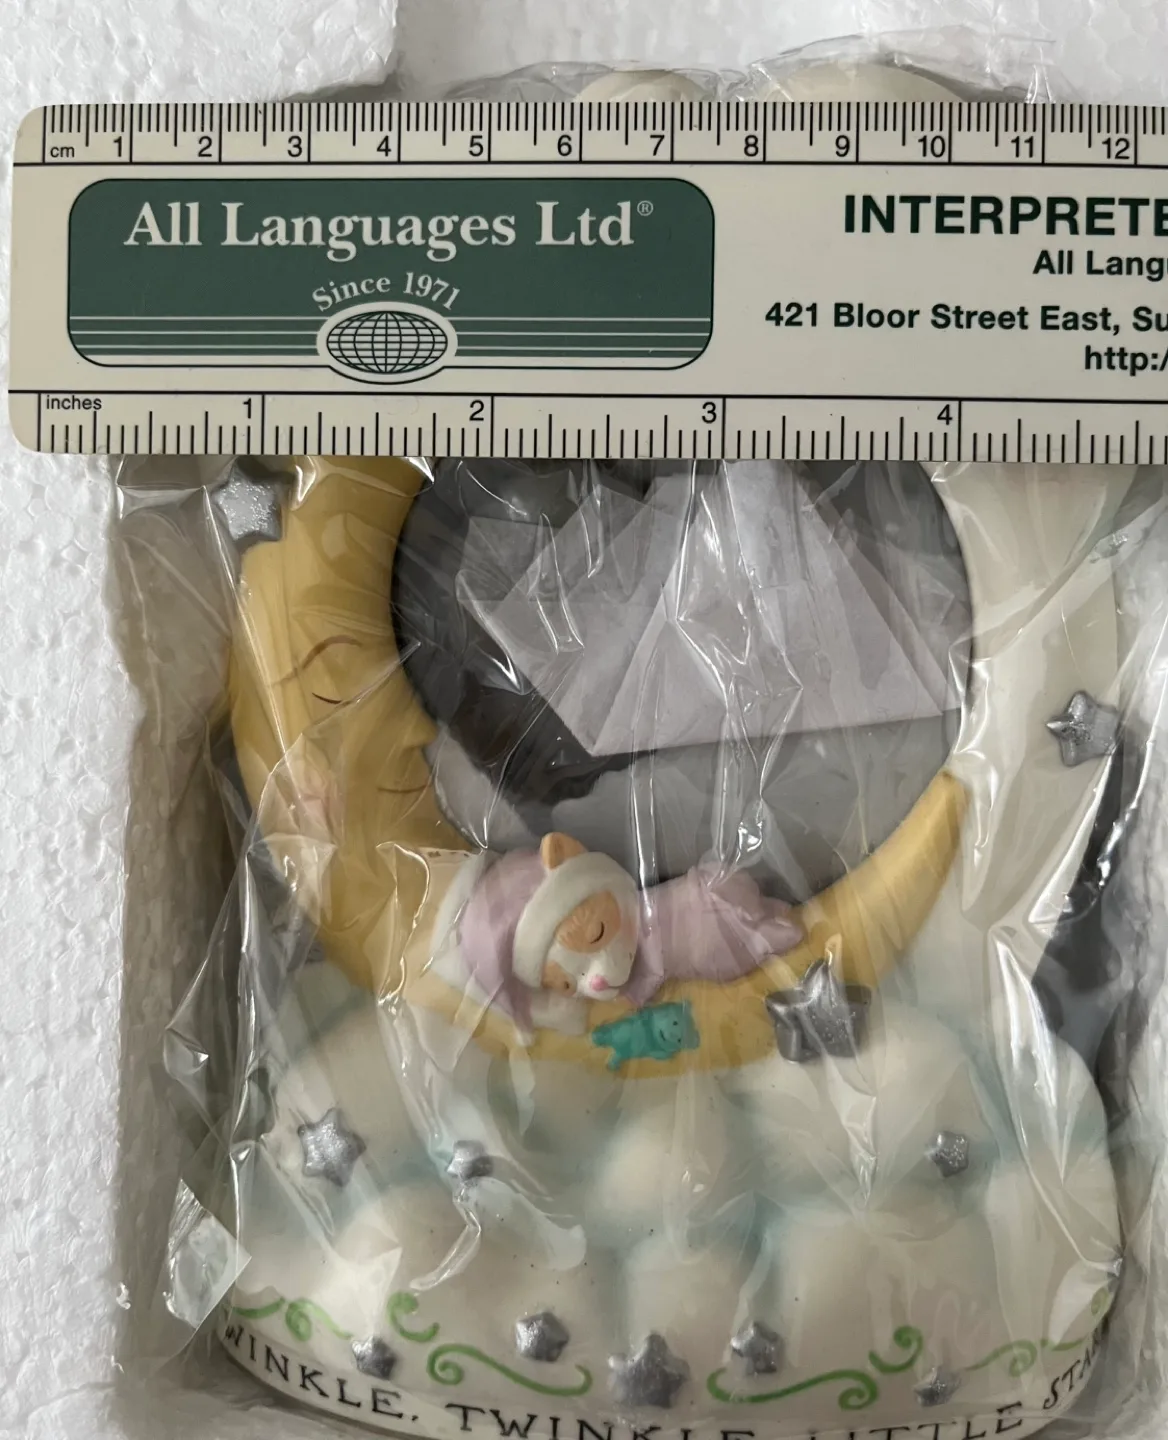 cm 1 2 3 4 5 6 7 8 9 10 11 12
All Languages Ltd®
Since 1971
INTERPRETE
All Langu
421 Bloor Street East, Su
http:/
inches 1 2 3 4
WINKLE, TWINKLE LITTLE STAR